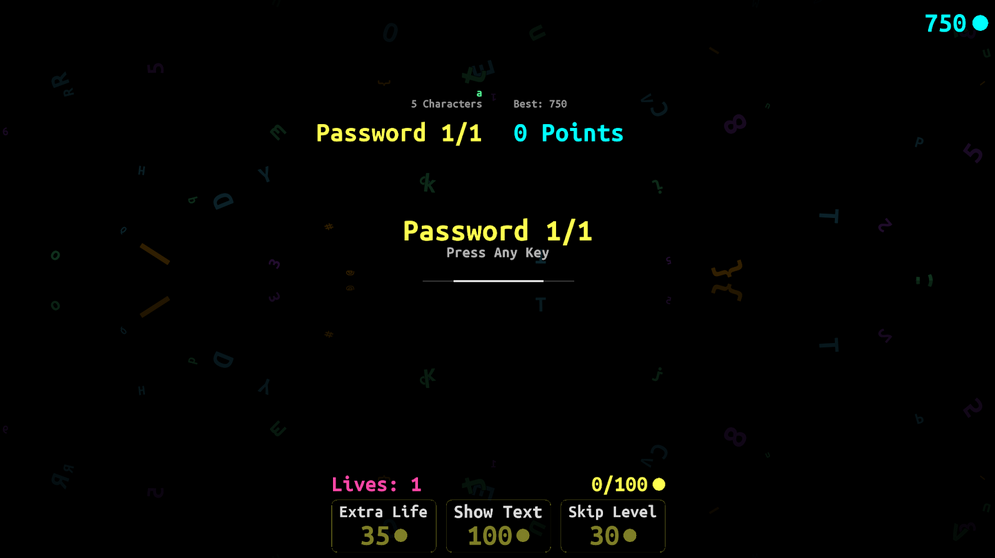 750
5 Characters
Best: 750
Password 1/1
0 Points
Password 1/1
Press Any Key
Lives: 1
0/100
Extra Life
35
Show Text
100
Skip Level
30